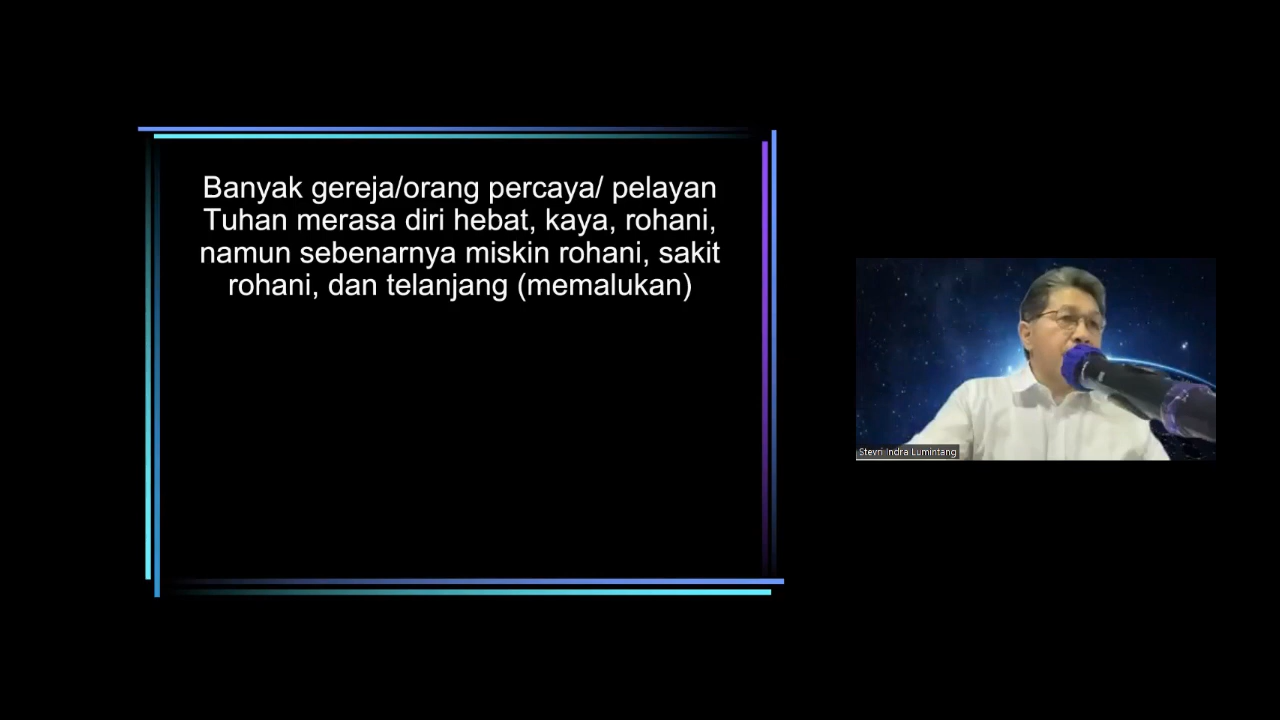 Banyak gereja/orang percaya/ pelayan
Tuhan merasa diri hebat, kaya, rohani,
namun sebenarnya miskin rohani, sakit
rohani, dan telanjang (memalukan)
Stevri Indra Lumintang